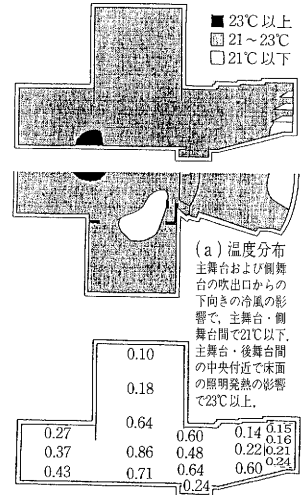 23℃以上
21～23℃
21℃以下
(a) 温度分布
主舞台および側舞
台の吹出口からの
下向きの冷風の影
響で，主舞台・側
舞台間で21℃以下．
主舞台・後舞台間
の中央付近で床面
の照明発熱の影響
で23℃以上．
0.10
0.18
0.64
0.27 0.60 0.14 0.15
0.16
0.37 0.86 0.48 0.22 0.21
0.43 0.71 0.64 0.60 0.24
0.24